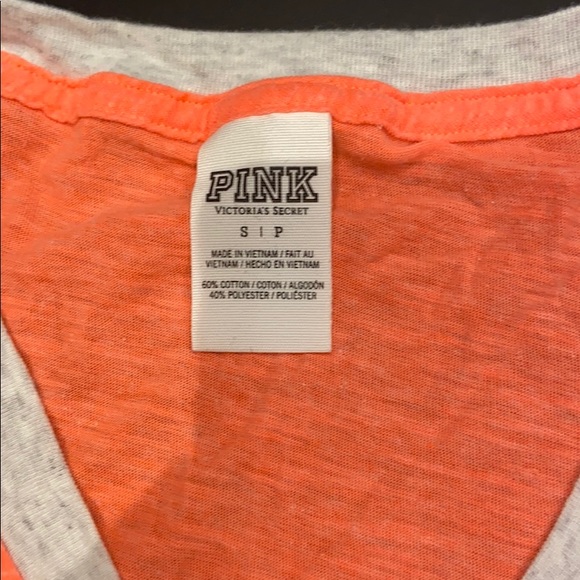 PINK
VICTORIA'S SECRET
S | P
MADE IN VIETNAM / FAIT AU
VIETNAM / HECHO EN VIETNAM
60% COTTON / COTON / ALGODÓN
40% POLYESTER / POLIÉSTER